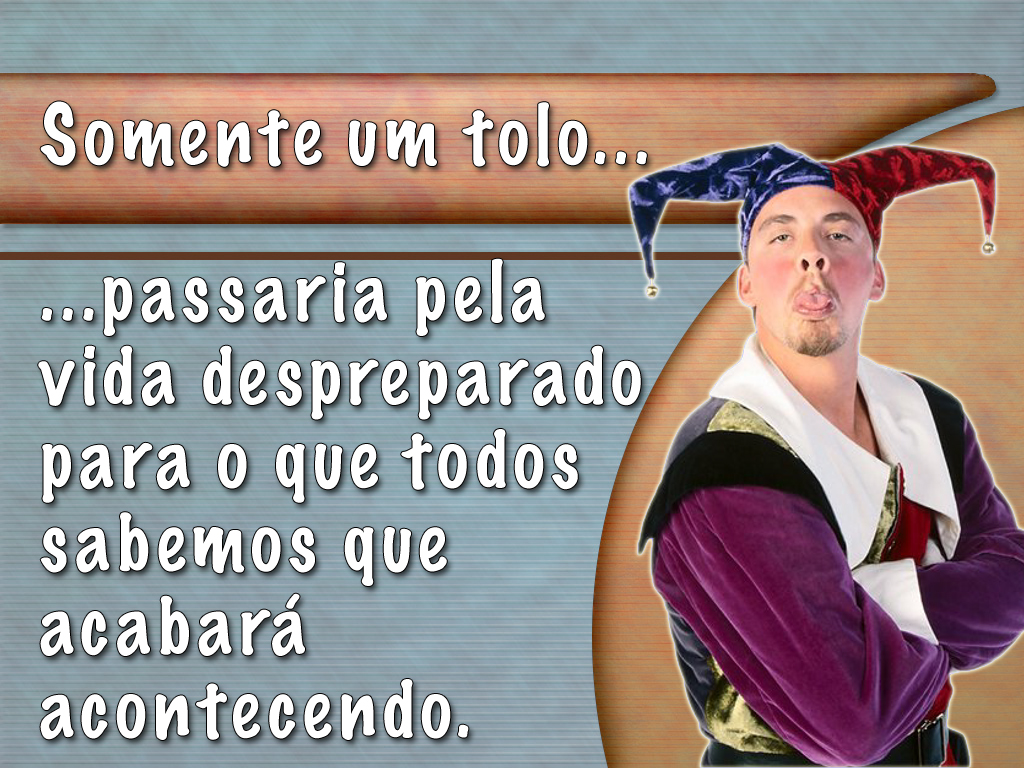 Somente um tolo...
...passaria pela
vida despreparado
para o que todos
sabemos que
acabará
acontecendo.